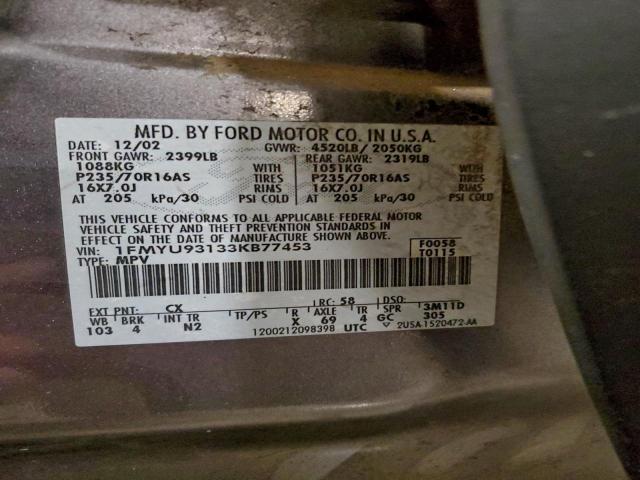 MFD. BY FORD MOTOR CO. IN U.S.A.
DATE: 12/02 GVWR: 4520LB/ 2050KG
FRONT GAWR: 2399LB REAR GAWR: 2319LB
1088KG WITH 1051KG WITH
P235/70R16AS TIRES P235/70R16AS TIRES
16X7.0J RIMS 16X7.0J RIMS
AT 205 kPa/30 PSI COLD AT 205 kPa/30 PSI COLD
THIS VEHICLE CONFORMS TO ALL APPLICABLE FEDERAL MOTOR
VEHICLE SAFETY AND THEFT PREVENTION STANDARDS IN
EFFECT ON THE DATE OF MANUFACTURE SHOWN ABOVE.
VIN: 1FMYU93133KB77453 F0058
TYPE: MPV T0115
EXT PNT: CX RC: 58 DSO:
WB BRK INT TR TP/PS R AXLE TR SPR 3M11D
103 4 N2 X 69 4 GC 305
1200212098398 UTC 2USA-1520472-AA